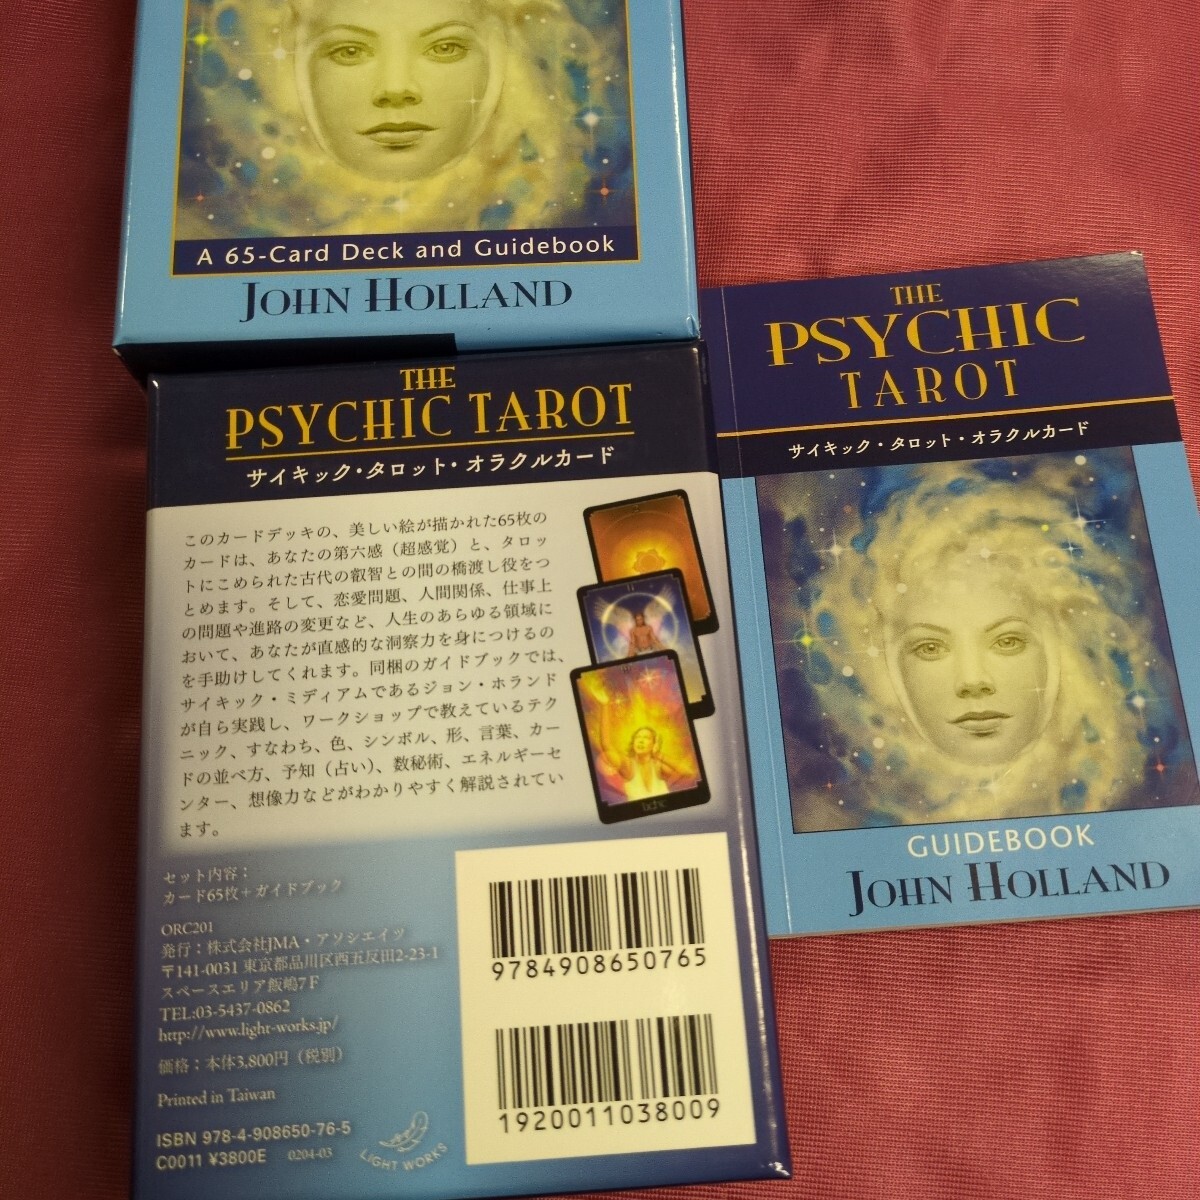 A 65-Card Deck and Guidebook
JOHN HOLLAND
THE
PSYCHIC TAROT
サイキック・タロット・オラクルカード
このカードデッキの、美しい絵が描かれた65枚の
カードは、あなたの第六感（超感覚）と、タロッ
トにこめられた古代の叡智との間の橋渡し役をつ
とめます。そして、恋愛問題、人間関係、仕事上
の問題や進路の変更など、人生のあらゆる領域に
おいて、あなたが直感的な洞察力を身につけるの
を手助けしてくれます。同梱のガイドブックでは、
サイキック・ミディアムであるジョン・ホランド
が自ら実践し、ワークショップで教えているテク
ニック、すなわち、色、シンボル、形、言葉、カー
ドの並べ方、予知（占い）、数秘術、エネルギーセ
ンター、想像力などがわかりやすく解説されてい
ます。
セット内容：
カード65枚＋ガイドブック
ORC201
発行：株式会社JMA・アソシエイツ
〒141-0031 東京都品川区西五反田2-23-1
スペースエリア飯嶋7F
TEL:03-5437-0862
http://www.light-works.jp/
価格：本体3,800円（税別）
Printed in Taiwan
ISBN 978-4-908650-76-5
C0011 ¥3800E 0204-03
LIGHT WORKS
9784908650765
1920011038009
THE
PSYCHIC
TAROT
サイキック・タロット・オラクルカード
GUIDEBOOK
JOHN HOLLAND